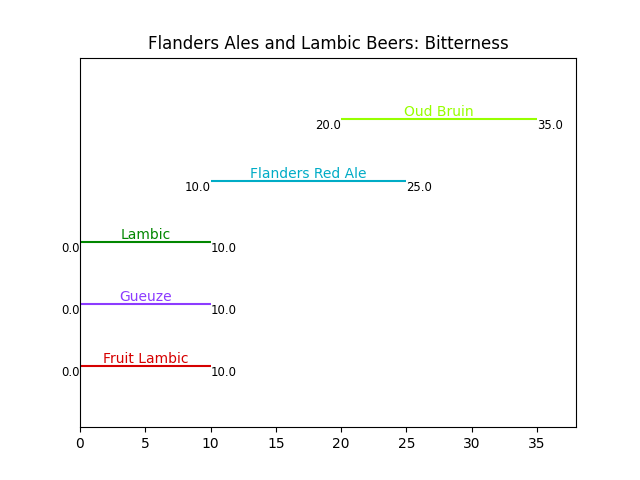 Flanders Ales and Lambic Beers: Bitterness
Oud Bruin
20.0 35.0
Flanders Red Ale
10.0 25.0
Lambic
0.0 10.0
Gueuze
0.0 10.0
Fruit Lambic
0.0 10.0
0 5 10 15 20 25 30 35